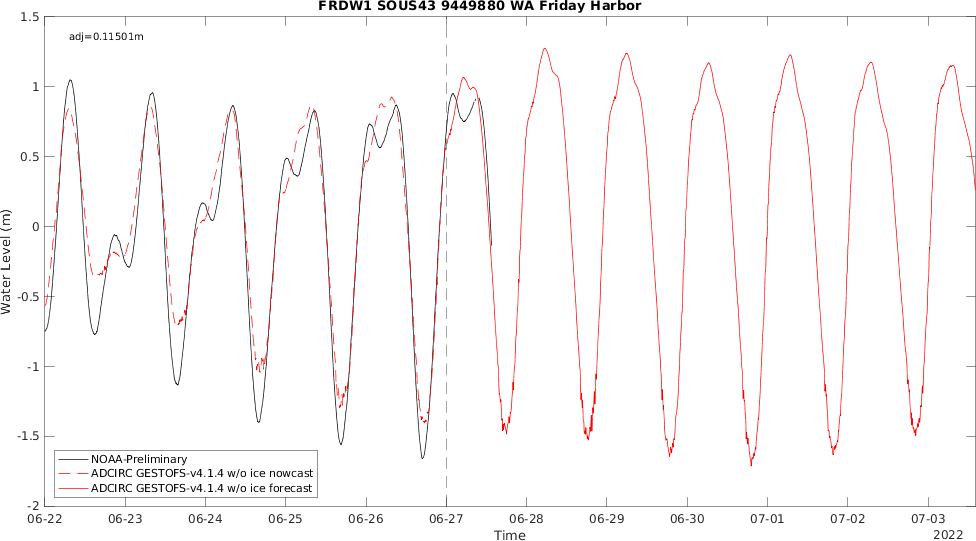 FRDW1 SOUS43 9449880 WA Friday Harbor
adj=0.11501m
1.5
1
0.5
0
-0.5
-1
-1.5
-2
Water Level (m)
NOAA-Preliminary
ADCIRC GESTOFS-v4.1.4 w/o ice nowcast
ADCIRC GESTOFS-v4.1.4 w/o ice forecast
06-22 06-23 06-24 06-25 06-26 06-27 06-28 06-29 06-30 07-01 07-02 07-03
Time
2022